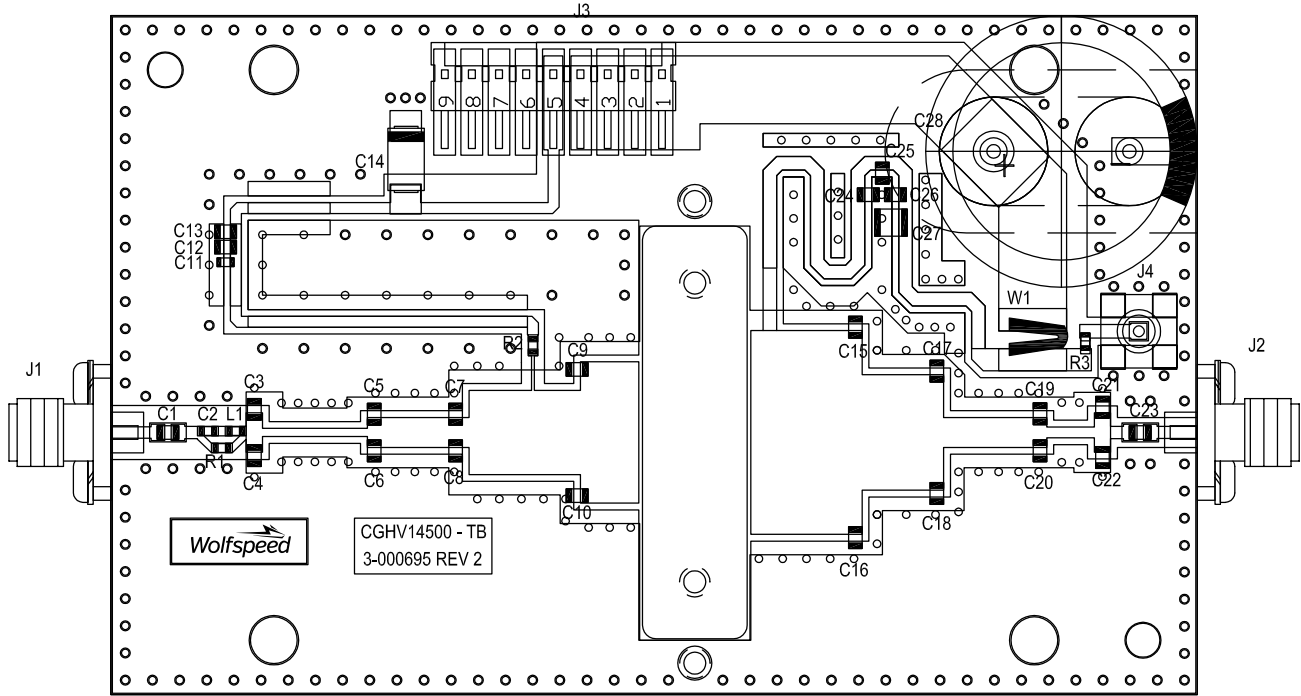 J3
9 8 7 6 5 4 3 2 1
C28
C14
C25
C24
C26
C27
C13
C12
C11
J4
W1
R2
C9
C15
C17
R3
J1
J2
C3
C5
C7
C19
C21
C1
C2
L1
C23
R1
C4
C6
C8
C20
C22
C10
C18
C16
Wolfspeed
CGHV14500 - TB
3-000695 REV 2